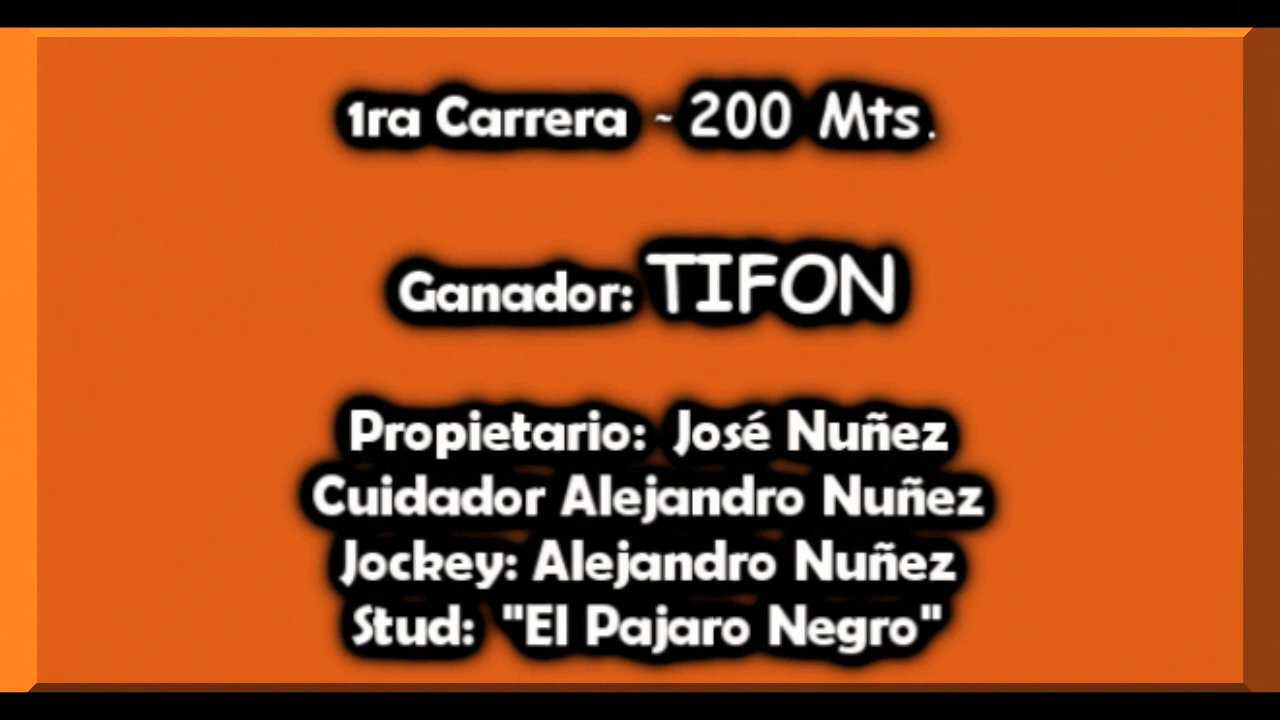 1ra Carrera ~ 200 Mts.
Ganador: TIFON
Propietario: José Nuñez
Cuidador Alejandro Nuñez
Jockey: Alejandro Nuñez
Stud: "El Pajaro Negro"